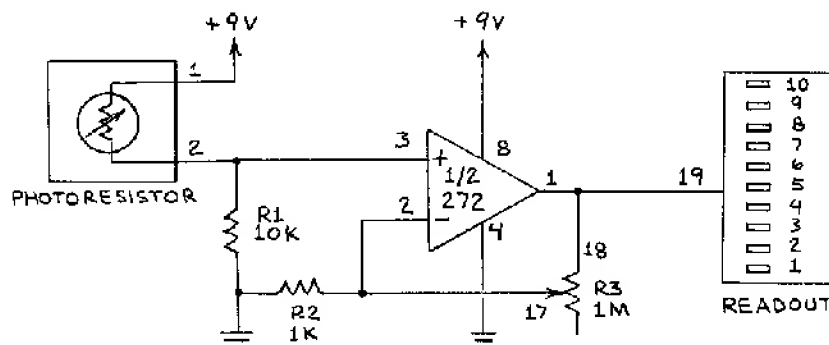 +9V
+9V
1
2
PHOTORESISTOR
R1
10K
R2
1K
3
+
1/2
272
2
−
8
4
1
18
17
R3
1M
19
10
9
8
7
6
5
4
3
2
1
READOUT